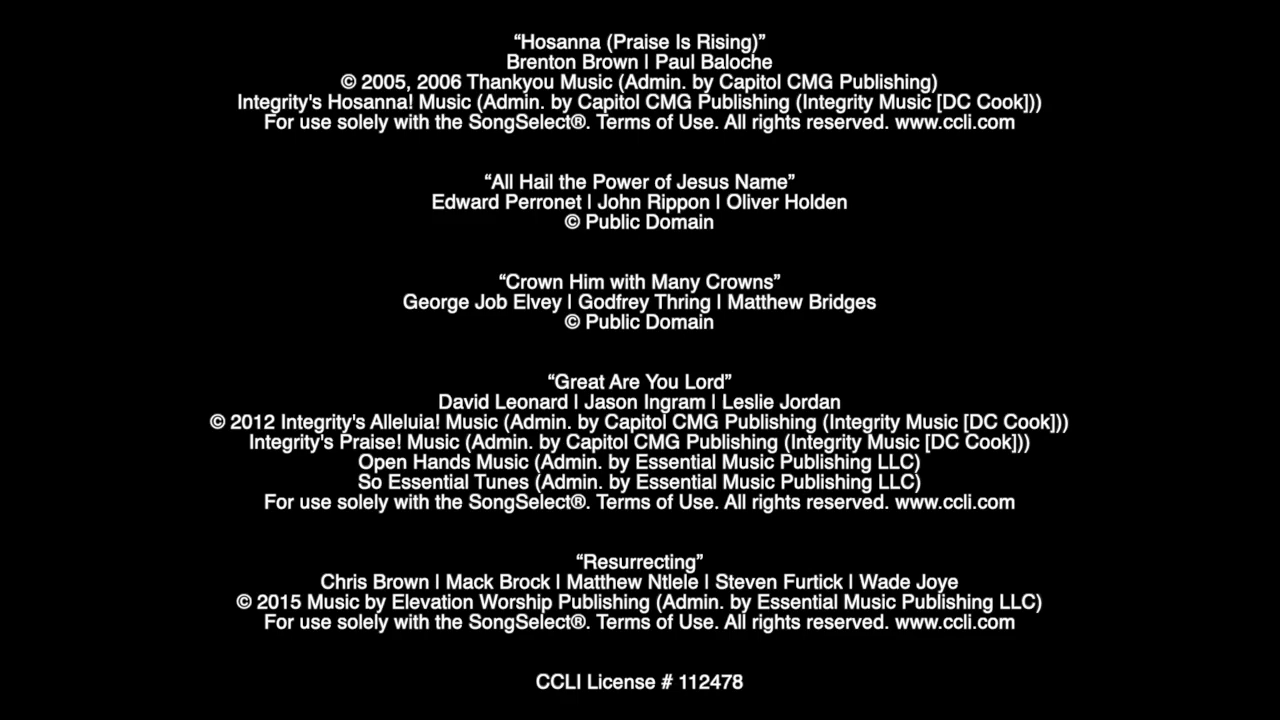 “Hosanna (Praise Is Rising)”
Brenton Brown | Paul Baloche
© 2005, 2006 Thankyou Music (Admin. by Capitol CMG Publishing)
Integrity's Hosanna! Music (Admin. by Capitol CMG Publishing (Integrity Music [DC Cook]))
For use solely with the SongSelect®. Terms of Use. All rights reserved. www.ccli.com
“All Hail the Power of Jesus Name”
Edward Perronet | John Rippon | Oliver Holden
© Public Domain
“Crown Him with Many Crowns”
George Job Elvey | Godfrey Thring | Matthew Bridges
© Public Domain
“Great Are You Lord”
David Leonard | Jason Ingram | Leslie Jordan
© 2012 Integrity's Alleluia! Music (Admin. by Capitol CMG Publishing (Integrity Music [DC Cook]))
Integrity's Praise! Music (Admin. by Capitol CMG Publishing (Integrity Music [DC Cook]))
Open Hands Music (Admin. by Essential Music Publishing LLC)
So Essential Tunes (Admin. by Essential Music Publishing LLC)
For use solely with the SongSelect®. Terms of Use. All rights reserved. www.ccli.com
“Resurrecting”
Chris Brown | Mack Brock | Matthew Ntlele | Steven Furtick | Wade Joye
© 2015 Music by Elevation Worship Publishing (Admin. by Essential Music Publishing LLC)
For use solely with the SongSelect®. Terms of Use. All rights reserved. www.ccli.com
CCLI License # 112478